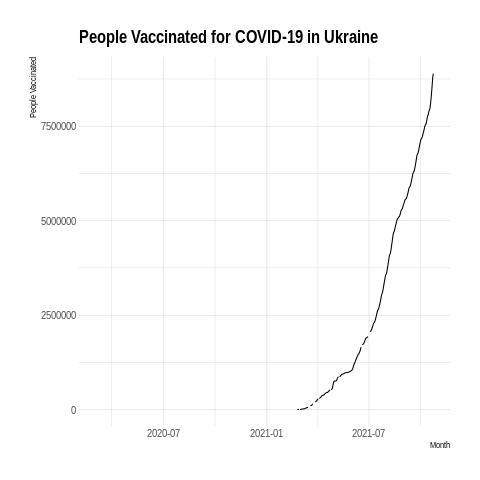 People Vaccinated for COVID-19 in Ukraine
People Vaccinated
7500000
5000000
2500000
0
2020-07 2021-01 2021-07
Month